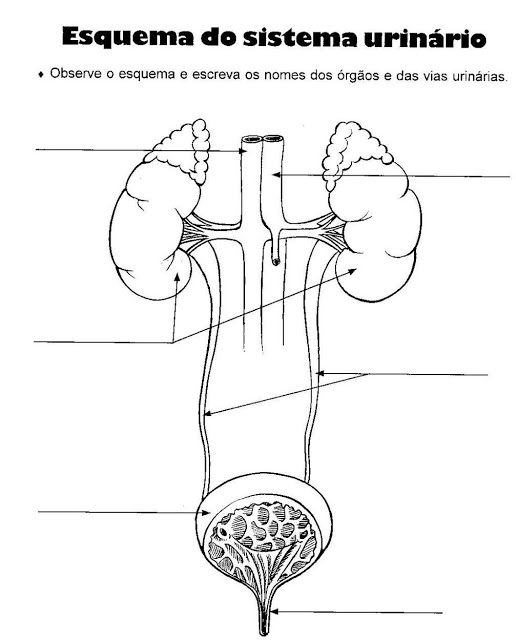 Esquema do sistema urinário
♦ Observe o esquema e escreva os nomes dos órgãos e das vias urinárias.